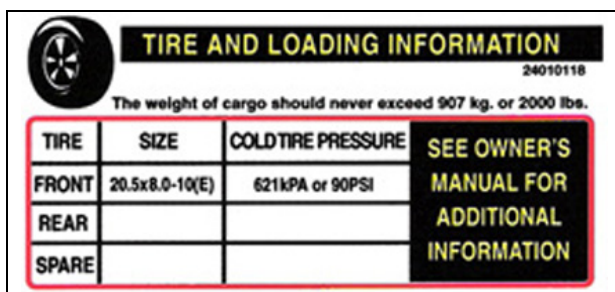 TIRE AND LOADING INFORMATION
24010118
The weight of cargo should never exceed 907 kg. or 2000 lbs.
TIRE SIZE COLD TIRE PRESSURE
FRONT 20.5x8.0-10(E) 621kPA or 90PSI
REAR
SPARE
SEE OWNER'S
MANUAL FOR
ADDITIONAL
INFORMATION